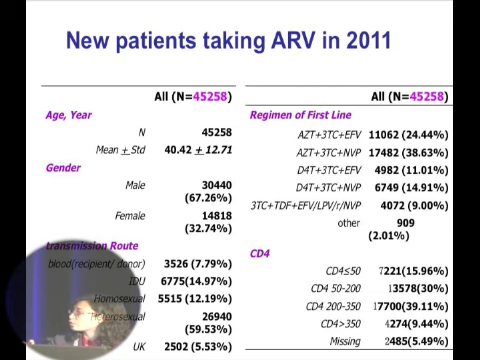 New patients taking ARV in 2011
All (N=45258)
Age, Year
N 45258
Mean ± Std 40.42 ± 12.71
Gender
Male 30440
(67.26%)
Female 14818
(32.74%)
transmission Route
blood(recipient/ donor) 3526 (7.79%)
IDU 6775(14.97%)
Homosexual 5515 (12.19%)
Heterosexual 26940
(59.53%)
UK 2502 (5.53%)
All (N=45258)
Regimen of First Line
AZT+3TC+EFV 11062 (24.44%)
AZT+3TC+NVP 17482 (38.63%)
D4T+3TC+EFV 4982 (11.01%)
D4T+3TC+NVP 6749 (14.91%)
3TC+TDF+EFV/LPV/r/NVP 4072 (9.00%)
other 909
(2.01%)
CD4
CD4≤50 7221(15.96%)
CD4 50-200 13578(30%)
CD4 200-350 17700(39.11%)
CD4>350 4274(9.44%)
Missing 2485(5.49%)